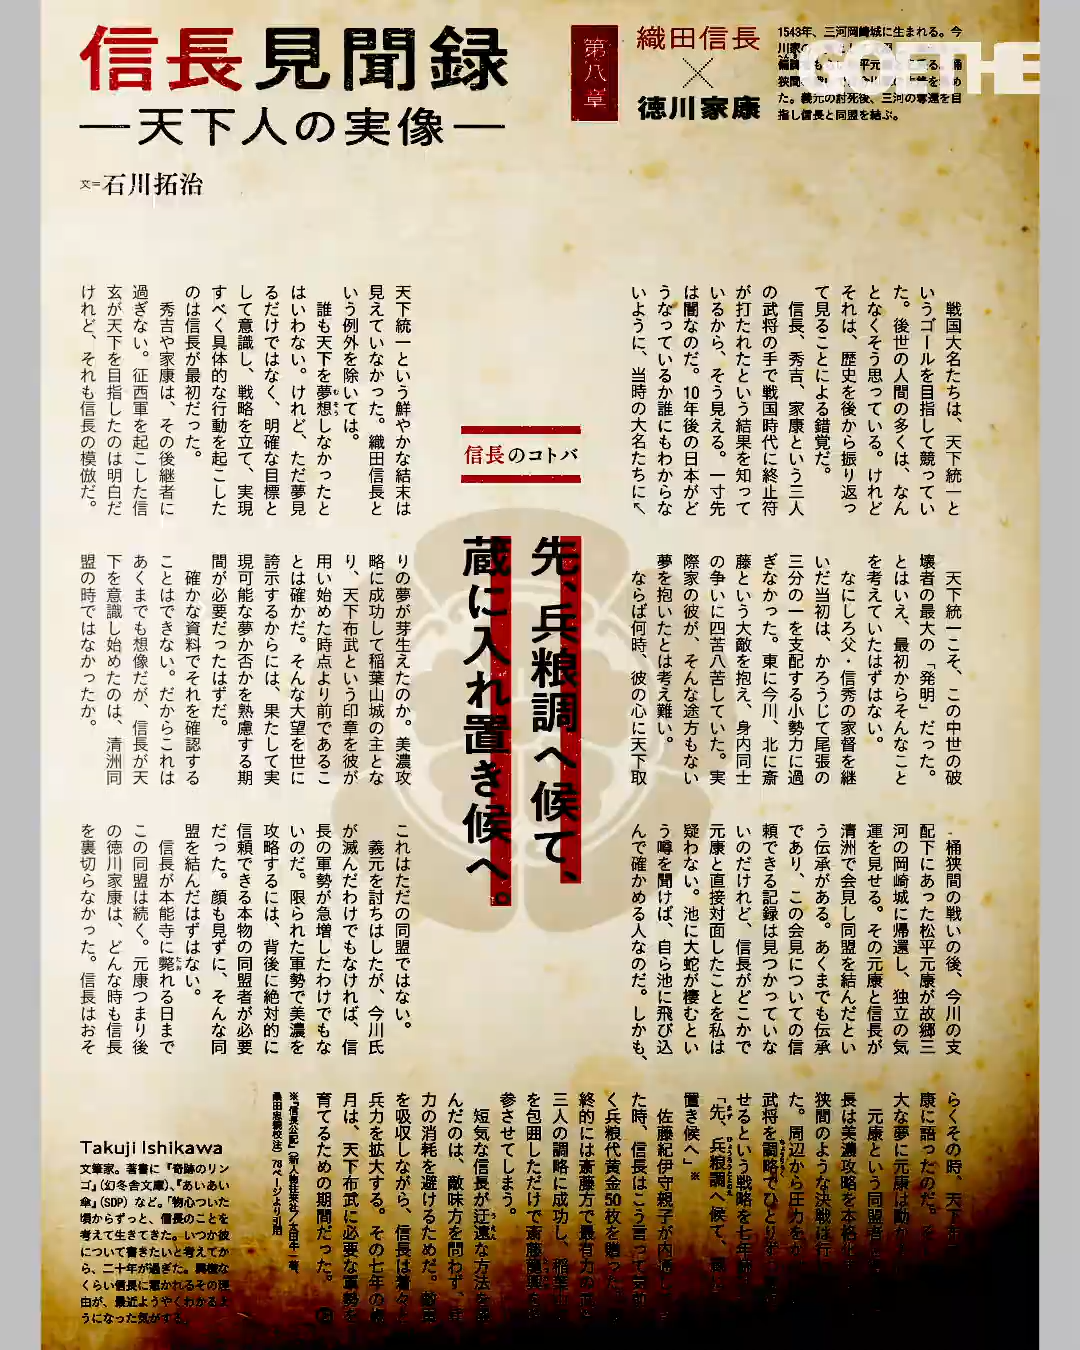 信長見聞録
―天下人の実像―
文=石川拓治
第八章
織田信長
×
徳川家康
1543年、三河岡崎城に生まれる。今
た。義元の討死後、三河の奪還を目
指し信長と同盟を結ぶ。
GOETHE
戦国大名たちは、天下統一と
いうゴールを目指して競ってい
た。後世の人間の多くは、なん
となくそう思っている。けれど
それは、歴史を後から振り返っ
て見ることによる錯覚だ。
信長、秀吉、家康という三人
の武将の手で戦国時代に終止符
が打たれたという結果を知って
いるから、そう見える。一寸先
は闇なのだ。10年後の日本がど
うなっているか誰にもわからな
いように、当時の大名たちに
天下統一という鮮やかな結末は
見えていなかった。織田信長と
いう例外を除いては。
誰も天下を夢想しなかったと
はいわない。けれど、ただ夢見
るだけではなく、明確な目標と
して意識し、戦略を立て、実現
すべく具体的な行動を起こした
のは信長が最初だった。
秀吉や家康は、その後継者に
過ぎない。征西軍を起こした信
玄が天下を目指したのは明白だ
けれど、それも信長の模倣だ。
信長のコトバ
先、兵粮調へ候て、
蔵に入れ置き候へ。
天下統一こそ、この中世の破
壊者の最大の「発明」だった。
とはいえ、最初からそんなこと
を考えていたはずはない。
なにしろ父・信秀の家督を継
いだ当初は、かろうじて尾張の
三分の一を支配する小勢力に過
ぎなかった。東に今川、北に斎
藤という大敵を抱え、身内同士
の争いに四苦八苦していた。実
際家の彼が、そんな途方もない
夢を抱いたとは考え難い。
ならば何時、彼の心に天下取
りの夢が芽生えたのか。美濃攻
略に成功して稲葉山城の主とな
り、天下布武という印章を彼が
用い始めた時点より前であるこ
とは確かだ。そんな大望を世に
誇示するからには、果たして実
現可能な夢か否かを熟慮する期
間が必要だったはずだ。
確かな資料でそれを確認する
ことはできない。だからこれは
あくまでも想像だが、信長が天
下を意識し始めたのは、清洲同
盟の時ではなかったか。
桶狭間の戦いの後、今川の支
配下にあった松平元康が故郷三
河の岡崎城に帰還し、独立の気
運を見せる。その元康と信長が
清洲で会見し同盟を結んだとい
う伝承がある。あくまでも伝承
であり、この会見についての信
頼できる記録は見つかっていな
いのだけれど、信長がどこかで
元康と直接対面したことを私は
疑わない。池に大蛇が棲むとい
う噂を聞けば、自ら池に飛び込
んで確かめる人なのだ。しかも、
これはただの同盟ではない。
義元を討ちはしたが、今川氏
が滅んだわけでもなければ、信
長の軍勢が急増したわけでもな
いのだ。限られた軍勢で美濃を
攻略するには、背後に絶対的に
信頼できる本物の同盟者が必要
だった。顔も見ずに、そんな同
盟を結んだはずはない。
信長が本能寺に斃れる日まで
この同盟は続く。元康つまり後
の徳川家康は、どんな時も信長
を裏切らなかった。信長はおそ
らくその時、天下
康に語ったのだ。そ
大な夢に元康は
元康という同盟者
長は美濃攻略を本格
狭間のような決戦は
た。周辺から圧力を
武将を調略でひとりず
せるという戦略を七年
「先、兵粮調へ候て、蔵
置き候へ」※
佐藤紀伊守親子が内通
た時、信長はこう言って
く兵粮代黄金50枚を贈った
終的には斎藤方で最有力の
三人の調略に成功し、稲葉
を包囲しただけで斎藤龍興
参させてしまう。
短気な信長が迂遠な方法を
んだのは、敵味方を問わず、
力の消耗を避けるためだ。敵
を吸収しながら、信長は着々
兵力を拡大する。その七年の
月は、天下布武に必要な軍勢を
育てるための期間だった。
※『信長公記』(新人物往来社/太田牛一著、
桑田忠親校注)78ページより引用
Takuji Ishikawa
文筆家。著書に『奇跡のリン
ゴ』(幻冬舎文庫)、『あいあい
傘』(SDP)など。「物心ついた
頃からずっと、信長のことを
考えて生きてきた。いつか彼
について書きたいと考えてか
ら、二十年が過ぎた。異様な
くらい信長に惹かれるその理
由が、最近ようやくわかるよ
うになった気がする。